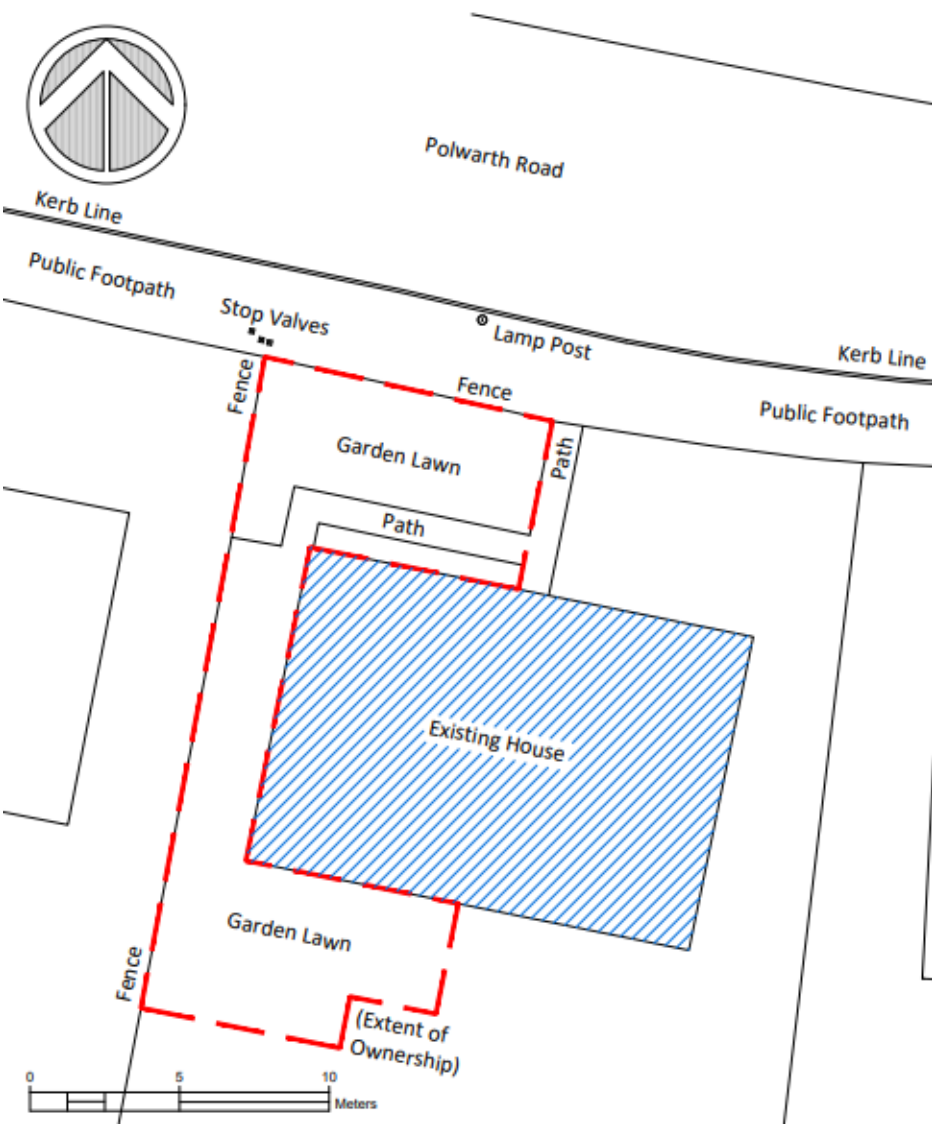 Polwarth Road
Kerb Line
Public Footpath
Stop Valves
Lamp Post
Kerb Line
Fence
Fence
Public Footpath
Garden Lawn
Path
Path
Existing House
Garden Lawn
Fence
(Extent of
Ownership)
0 5 10
Meters